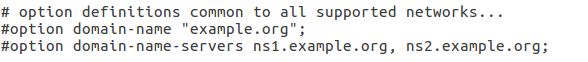 # option definitions common to all supported networks...
#option domain-name "example.org";
#option domain-name-servers ns1.example.org, ns2.example.org;